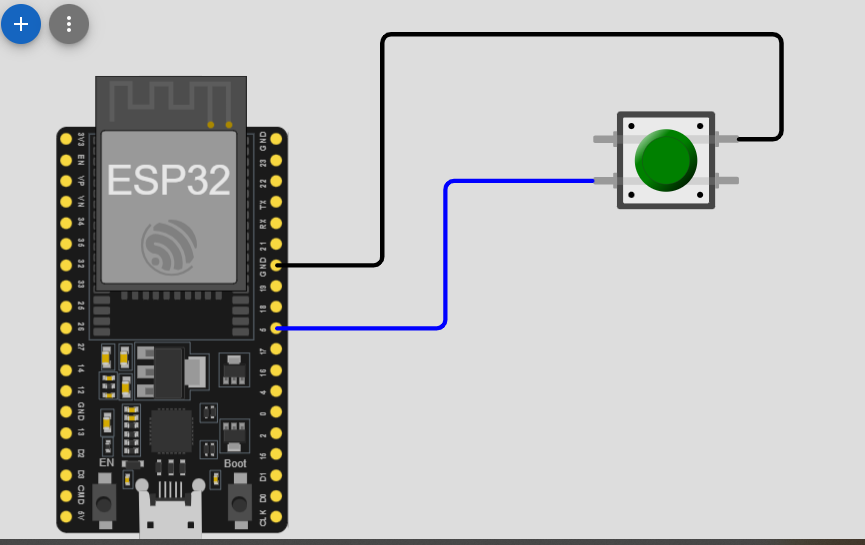 ESP32
3V3
EN
VP
VN
34
35
32
33
25
26
27
14
12
GND
13
D2
D3
CMD
5V
GND
23
22
TX
RX
21
GND
19
18
5
17
16
4
0
2
15
D1
D0
CLK
EN
Boot